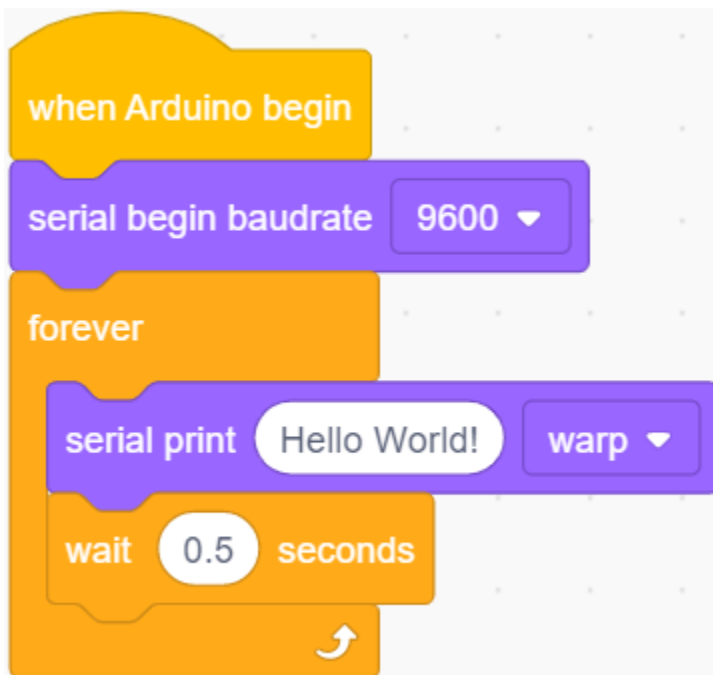 when Arduino begin
serial begin baudrate 9600
forever
serial print Hello World! warp
wait 0.5 seconds